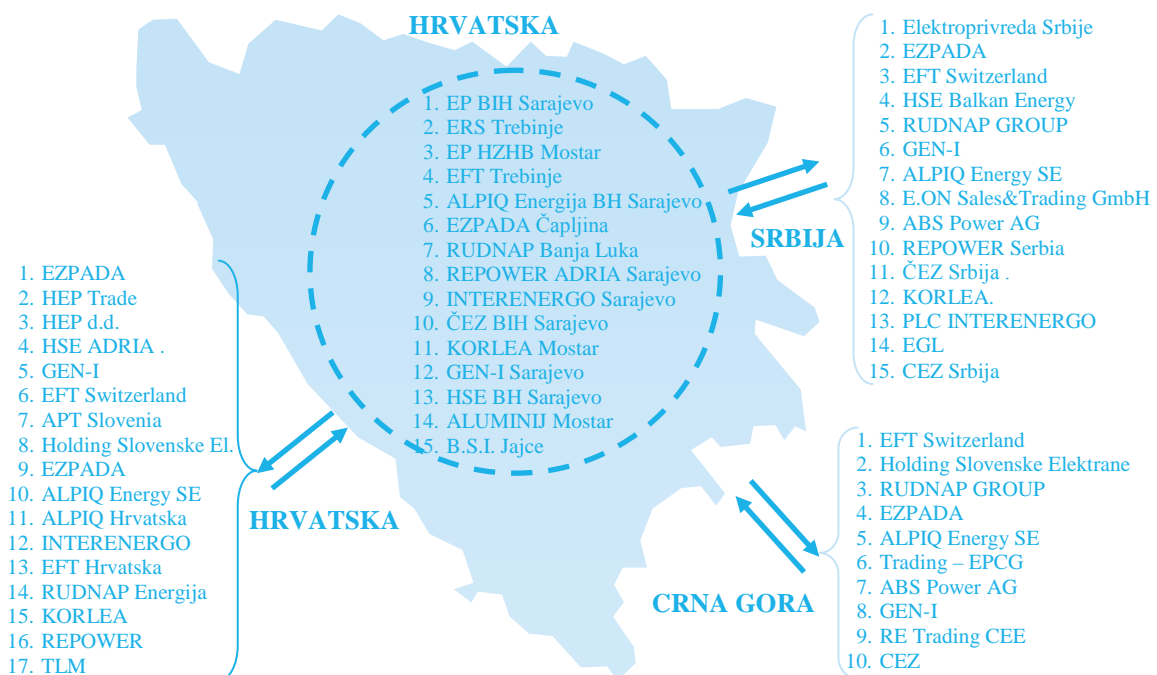 HRVATSKA
1. EP BIH Sarajevo
2. ERS Trebinje
3. EP HZHB Mostar
4. EFT Trebinje
5. ALPIQ Energija BH Sarajevo
6. EZPADA Čapljina
7. RUDNAP Banja Luka
8. REPOWER ADRIA Sarajevo
9. INTERENERGO Sarajevo
10. ČEZ BIH Sarajevo
11. KORLEA Mostar
12. GEN-I Sarajevo
13. HSE BH Sarajevo
14. ALUMINIJ Mostar
15. B.S.I. Jajce
1. Elektroprivreda Srbije
2. EZPADA
3. EFT Switzerland
4. HSE Balkan Energy
5. RUDNAP GROUP
6. GEN-I
7. ALPIQ Energy SE
8. E.ON Sales&Trading GmbH
9. ABS Power AG
10. REPOWER Serbia
11. ČEZ Srbija .
12. KORLEA.
13. PLC INTERENERGO
14. EGL
15. CEZ Srbija
SRBIJA
1. EZPADA
2. HEP Trade
3. HEP d.d.
4. HSE ADRIA .
5. GEN-I
6. EFT Switzerland
7. APT Slovenia
8. Holding Slovenske El.
9. EZPADA
10. ALPIQ Energy SE
11. ALPIQ Hrvatska
12. INTERENERGO
13. EFT Hrvatska
14. RUDNAP Energija
15. KORLEA
16. REPOWER
17. TLM
HRVATSKA
1. EFT Switzerland
2. Holding Slovenske Elektrane
3. RUDNAP GROUP
4. EZPADA
5. ALPIQ Energy SE
6. Trading – EPCG
7. ABS Power AG
8. GEN-I
9. RE Trading CEE
10. CEZ
CRNA GORA